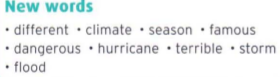 New words
• different • climate • season • famous
• dangerous • hurricane • terrible • storm
• flood